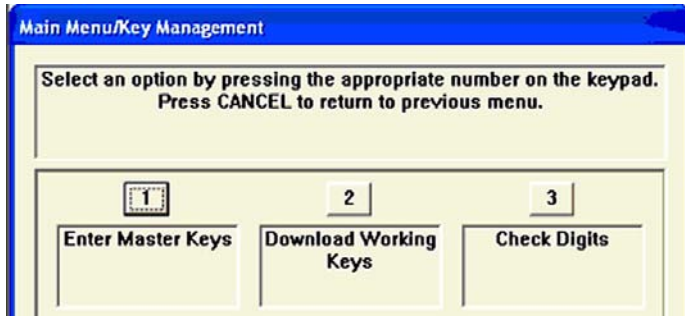 Main Menu/Key Management
Select an option by pressing the appropriate number on the keypad.
Press CANCEL to return to previous menu.
1 2 3
Enter Master Keys
Download Working
Keys
Check Digits